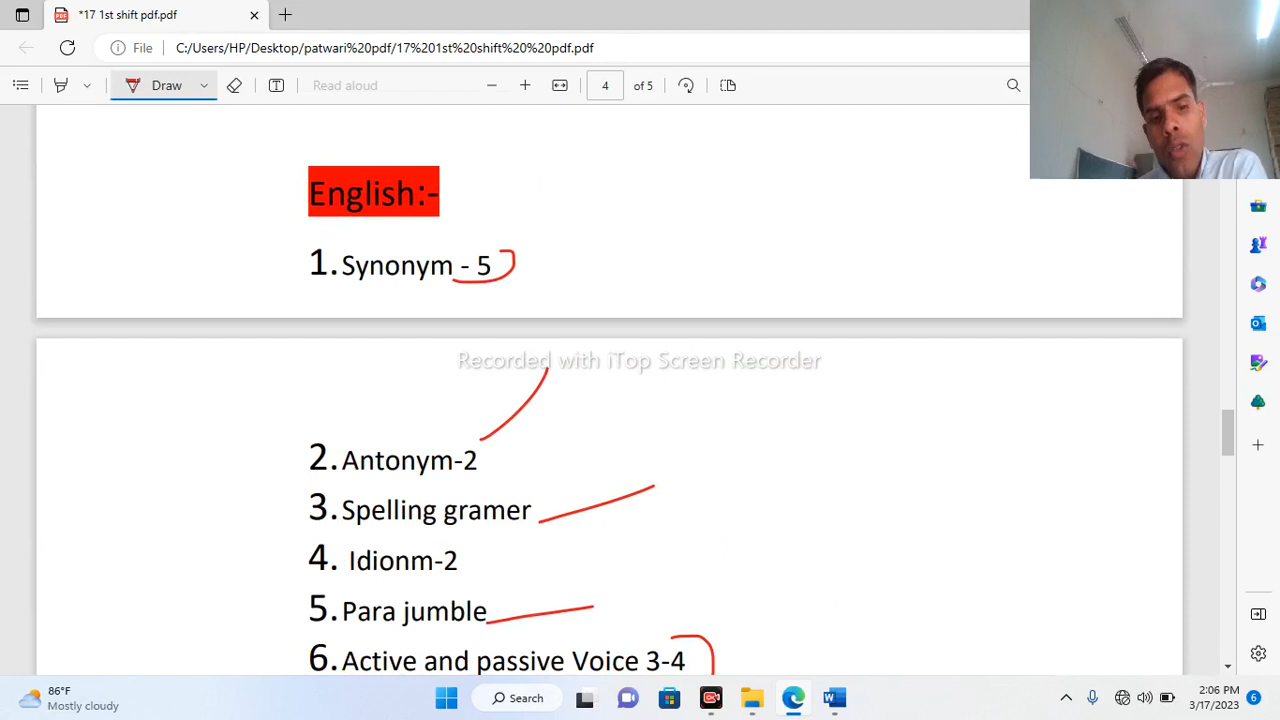 *17 1st shift pdf.pdf
File C:/Users/HP/Desktop/patwari%20pdf/17%201st%20shift%20%20pdf.pdf
Draw Read aloud 4 of 5
English:-
1. Synonym - 5
Recorded with iTop Screen Recorder
2. Antonym-2
3. Spelling gramer
4. Idionm-2
5. Para jumble
6. Active and passive Voice 3-4
86°F
Mostly cloudy
Search
2:06 PM
3/17/2023
6